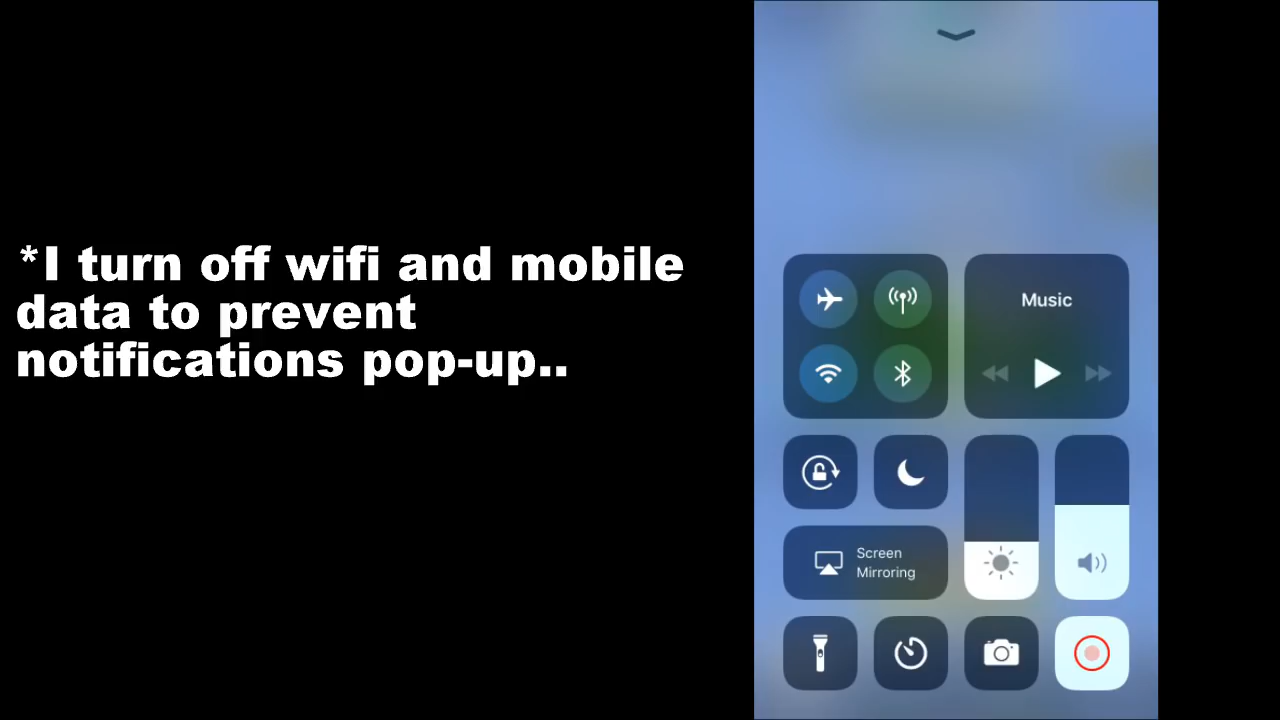 *I turn off wifi and mobile
data to prevent
notifications pop-up..
Music
Screen
Mirroring